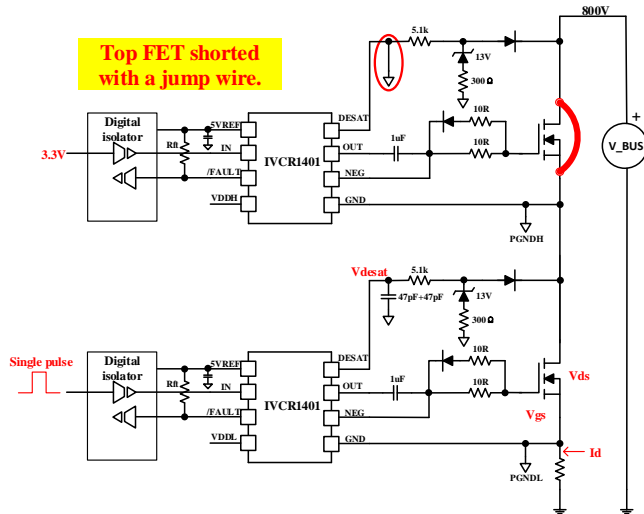 800V
Top FET shorted
with a jump wire.
5.1k
13V
300Ω
Digital
isolator
5VREF
DESAT
10R
3.3V
Rflt
IN
OUT
1uF
10R
IVCR1401
/FAULT
NEG
VDDH
GND
PGNDH
+
V_BUS
-
Vdesat
5.1k
47pF+47pF
13V
300Ω
Single pulse
Digital
isolator
5VREF
DESAT
10R
Rflt
IN
OUT
1uF
10R
Vds
IVCR1401
/FAULT
NEG
Vgs
VDDL
GND
Id
PGNDL